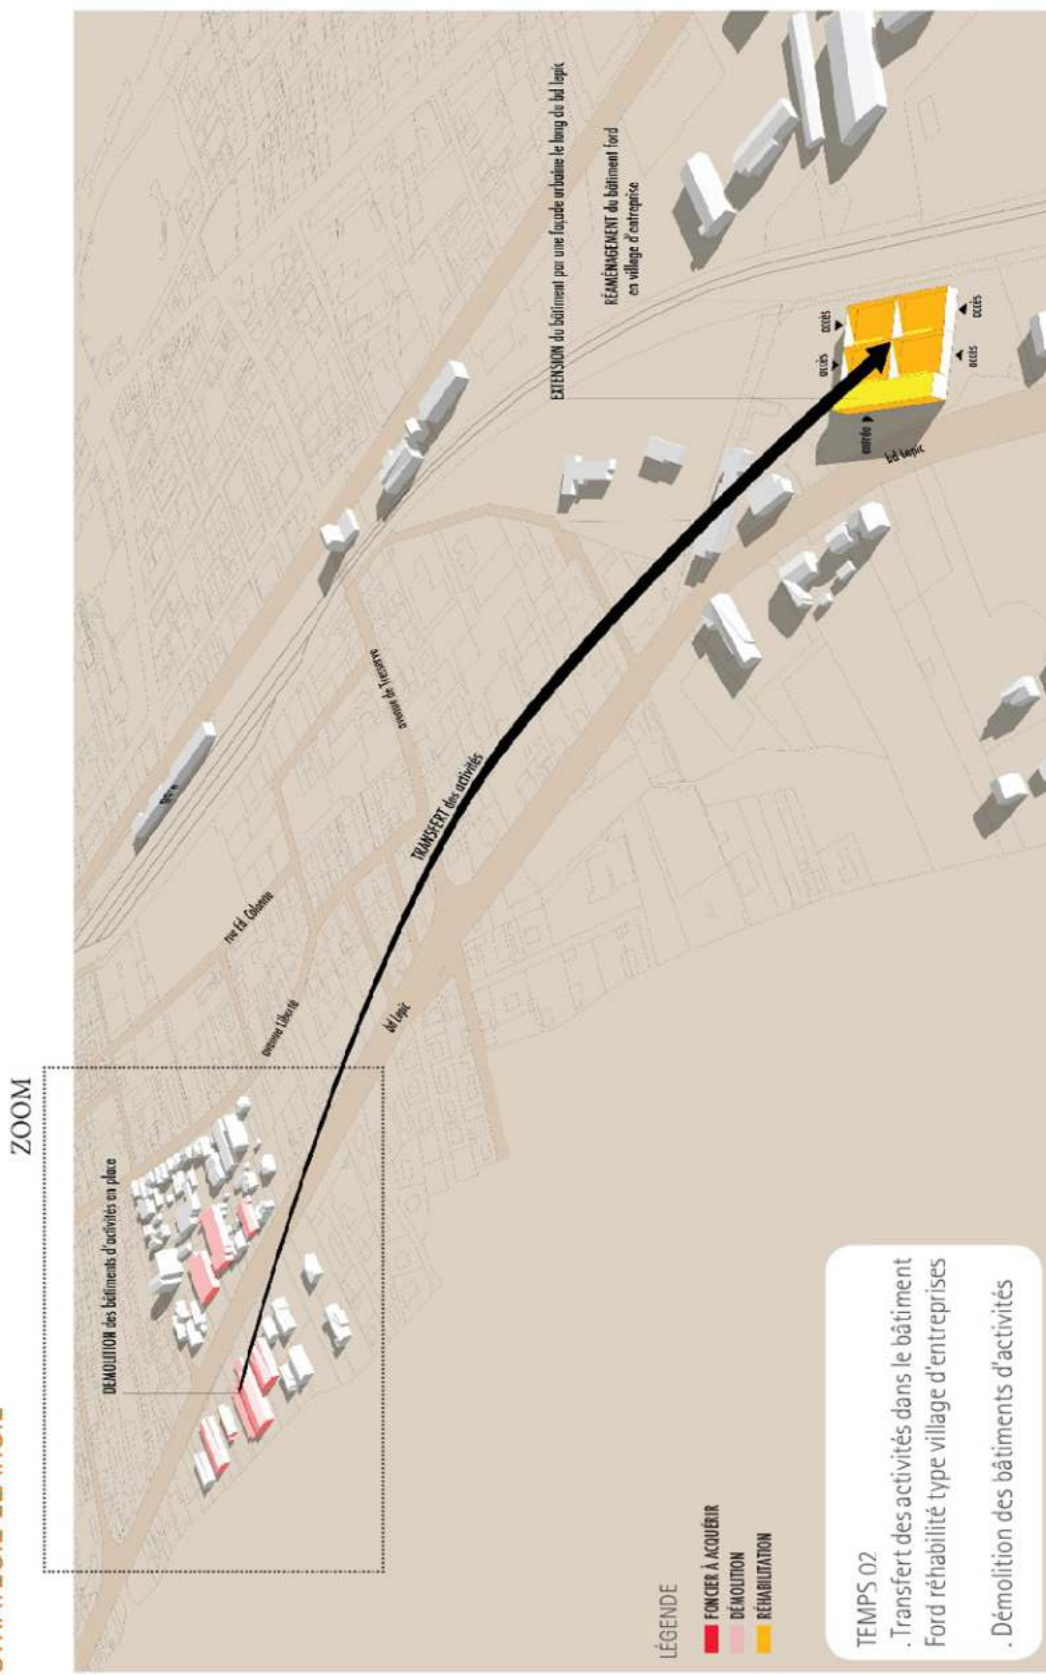 ZOOM
DEMOLITION des bâtiments d'activités en place
EXTENSION du bâtiment par une façade urbaine le long du bd lepic
RÉAMÉNAGEMENT du bâtiment ford
en village d'entreprise
rue Ed. Colonne
avenue Liberté
avenue de Tresserve
bd Lepic
TRANSFERT des activités
bd Lepic
entrée
accès
accès
accès
accès
LÉGENDE
FONCIER À ACQUÉRIR
DÉMOLITION
RÉHABILITATION
TEMPS 02
. Transfert des activités dans le bâtiment
Ford réhabilité type village d'entreprises
. Démolition des bâtiments d'activités